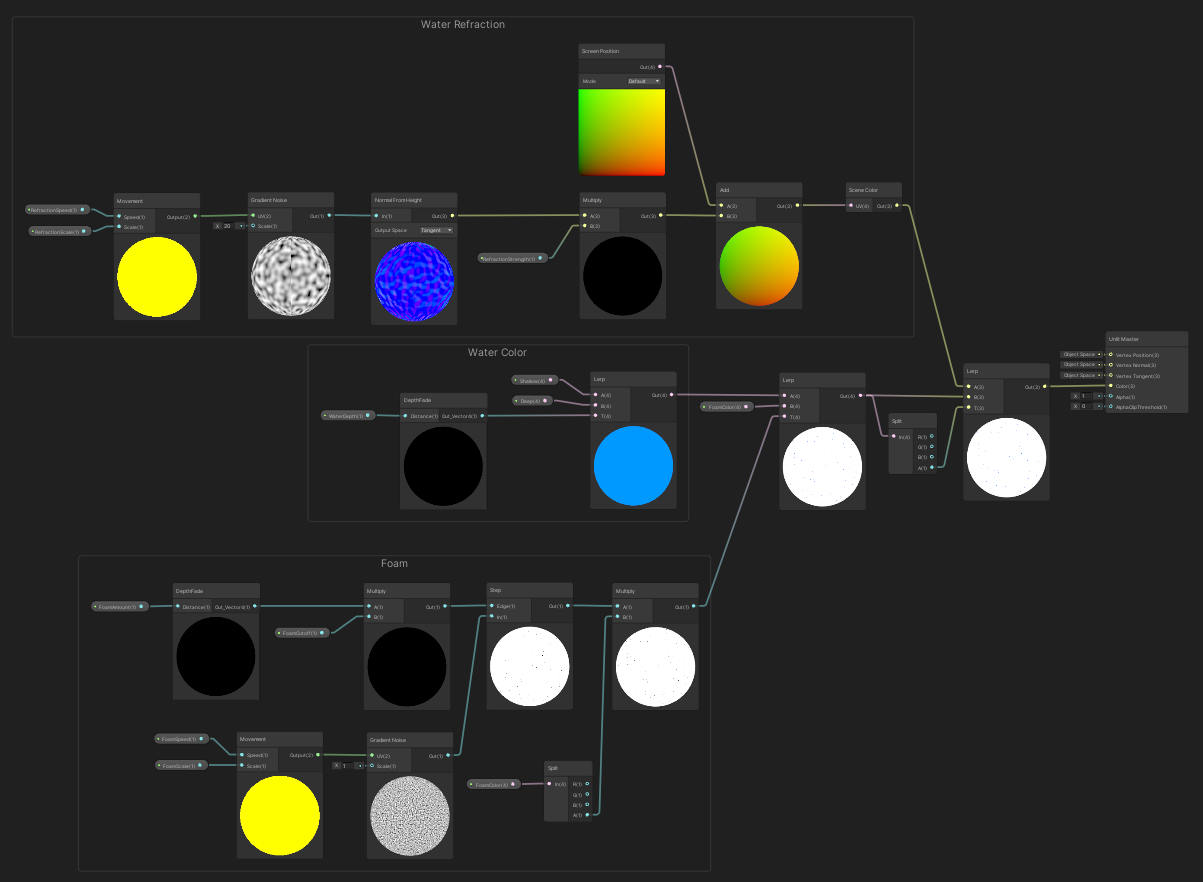 Water Refraction
Screen Position
Out(4)
Mode
Default
RefractionSpeed(1)
RefractionScale(1)
Movement
Speed(1)
Output(2)
Scale(1)
Gradient Noise
UV(2)
Out(1)
X 20
Scale(1)
Normal From Height
In(1)
Out(3)
Output Space
Tangent
RefractionStrength(1)
Multiply
A(3)
Out(3)
B(3)
Add
A(3)
Out(3)
B(3)
Scene Color
UV(4)
Out(3)
Water Color
WaterDepth(1)
DepthFade
Distance(1)
Out_Vector4(1)
Shallow(4)
Deep(4)
Lerp
A(4)
Out(4)
B(4)
T(4)
FoamColor(4)
Lerp
A(4)
Out(4)
B(4)
T(4)
Split
In(4)
R(1)
G(1)
B(1)
A(1)
Lerp
A(3)
Out(3)
B(3)
T(3)
Unlit Master
Object Space
Vertex Position(3)
Object Space
Vertex Normal(3)
Object Space
Vertex Tangent(3)
Color(3)
X 1
Alpha(1)
X 0
AlphaClipThreshold(1)
Foam
FoamAmount(1)
DepthFade
Distance(1)
Out_Vector4(1)
FoamCutoff(1)
Multiply
A(1)
Out(1)
B(1)
Step
Edge(1)
Out(1)
In(1)
Multiply
A(1)
Out(1)
B(1)
FoamSpeed(1)
FoamScale(1)
Movement
Speed(1)
Output(2)
Scale(1)
Gradient Noise
UV(2)
Out(1)
X 1
Scale(1)
FoamColor(4)
Split
In(4)
R(1)
G(1)
B(1)
A(1)